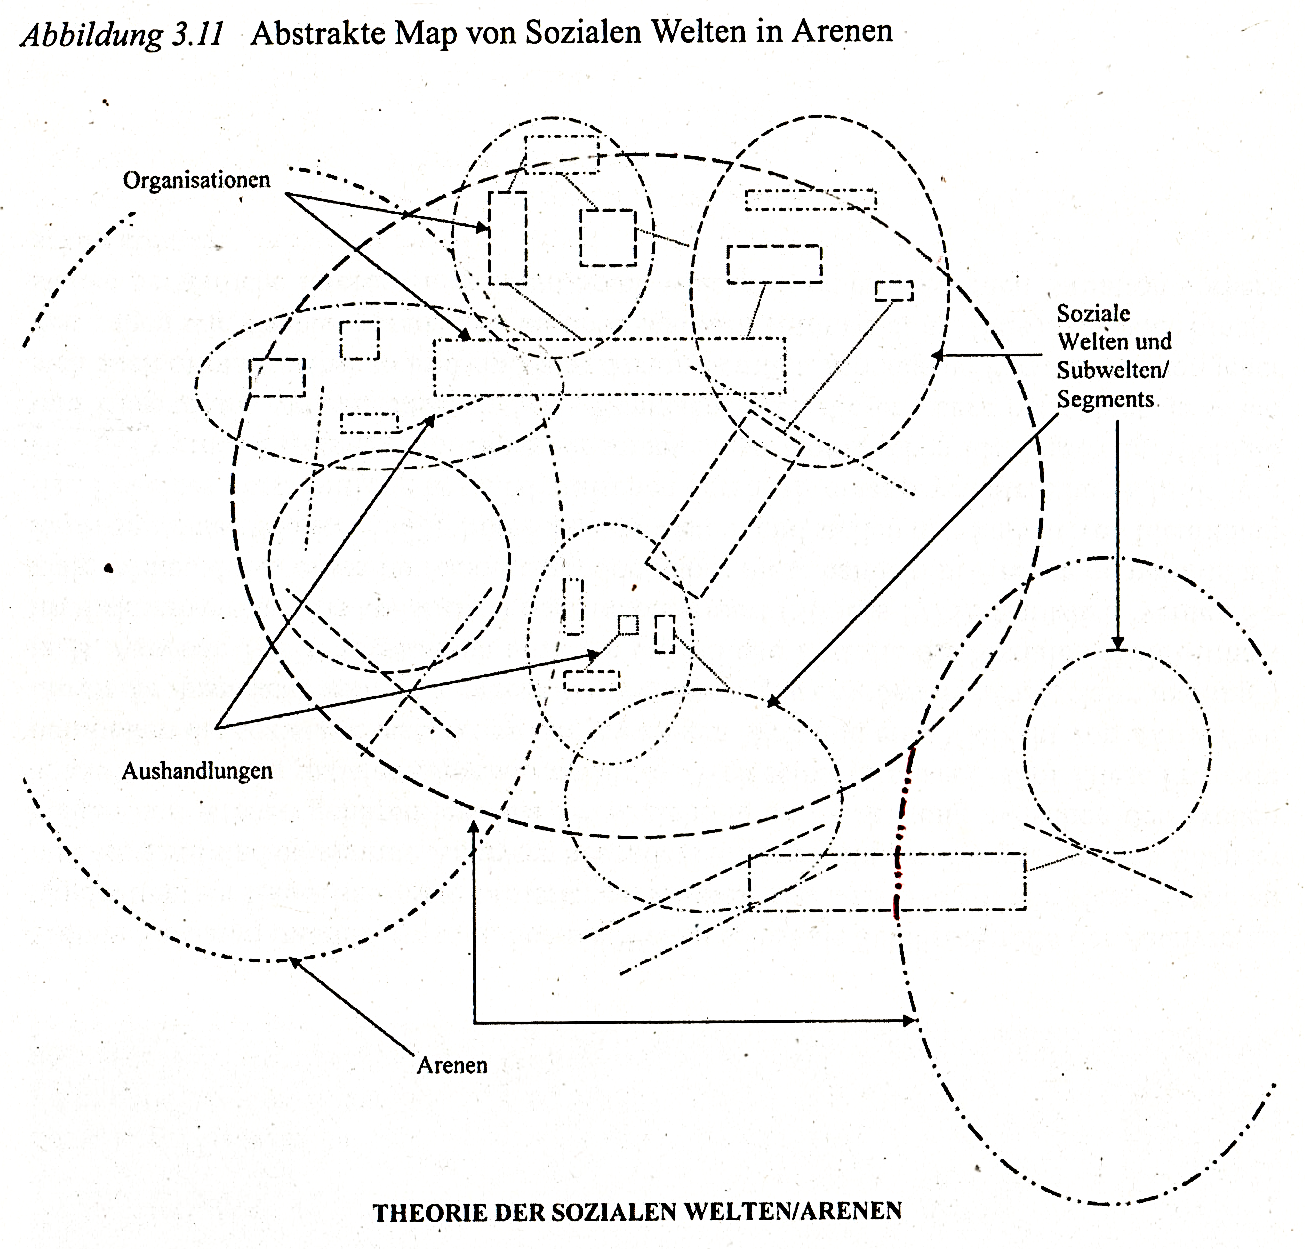 Abbildung 3.11 Abstrakte Map von Sozialen Welten in Arenen
Organisationen
Soziale
Welten und
Subwelten/
Segments
Aushandlungen
Arenen
THEORIE DER SOZIALEN WELTEN/ARENEN